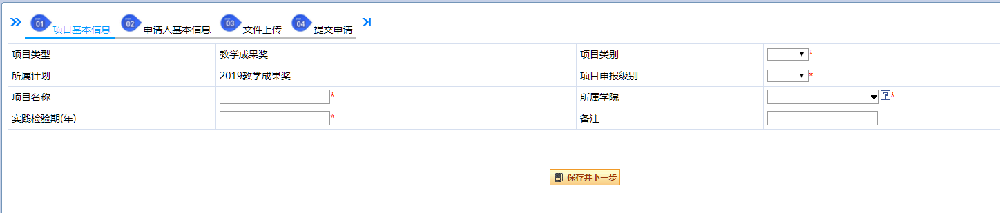 01 项目基本信息 02 申请人基本信息 03 文件上传 04 提交申请
项目类型 教学成果奖 项目类别 *
所属计划 2019教学成果奖 项目申报级别 *
项目名称 * 所属学院 ? *
实践检验期(年) * 备注
保存并下一步